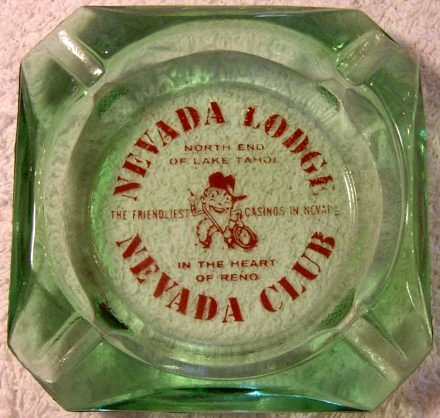 NEVADA LODGE
NORTH END
OF LAKE TAHOE
THE FRIENDLIEST CASINOS IN NEVADA
IN THE HEART
OF RENO
NEVADA CLUB